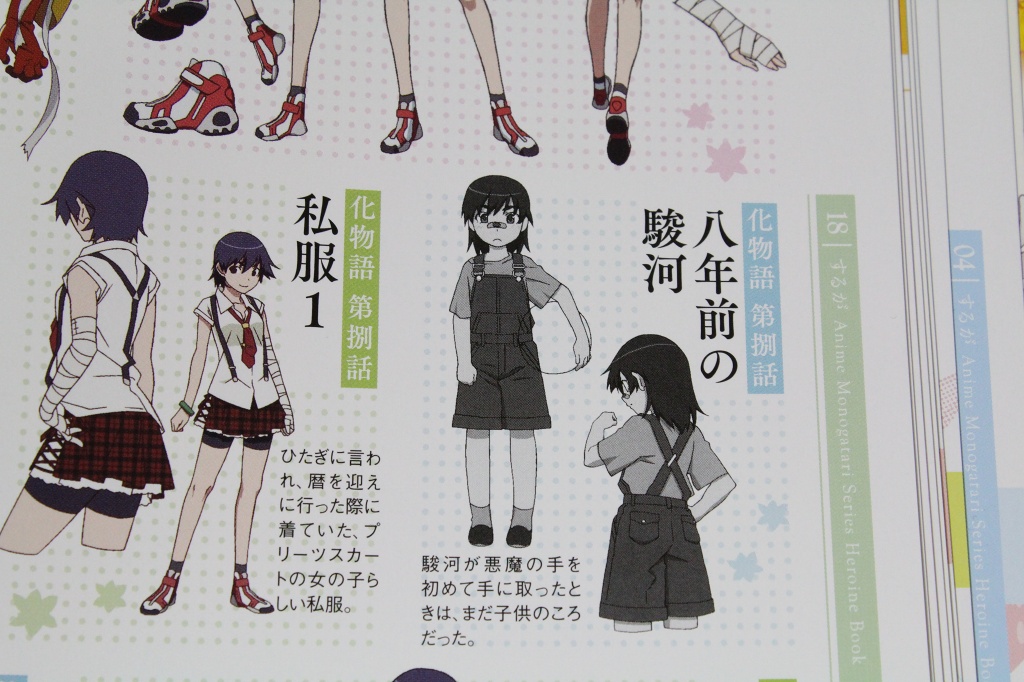 化物語 第捌話
私服1
ひたぎに言わ
れ、暦を迎え
に行った際に
着ていた、プ
リーツスカー
トの女の子ら
しい私服。
化物語 第捌話
八年前の
駿河
駿河が悪魔の手を
初めて手に取ったと
きは、まだ子供のころ
だった。
18 | するが Anime Monogatari Series Heroine Book
04 | するが Anime Monogatari Series Heroine Bo